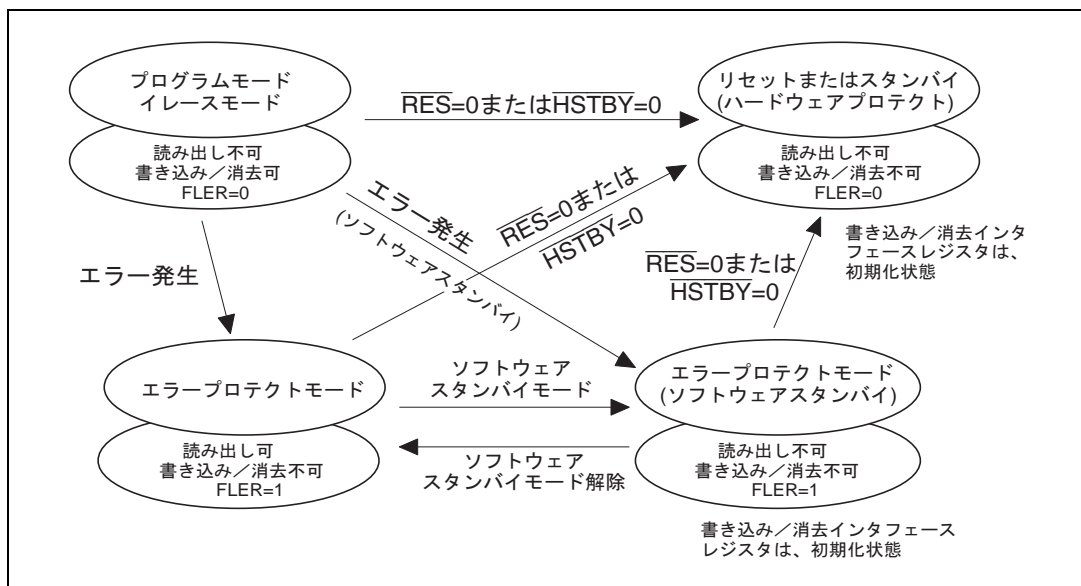 プログラムモード
イレースモード
読み出し不可
書き込み／消去可
FLER=0
RES=0またはHSTBY=0
リセットまたはスタンバイ
(ハードウェアプロテクト)
読み出し不可
書き込み／消去不可
FLER=0
書き込み／消去インタ
フェースレジスタは、
初期化状態
エラー発生
エラー発生
(ソフトウェアスタンバイ)
RES=0または
HSTBY=0
RES=0または
HSTBY=0
エラープロテクトモード
読み出し可
書き込み／消去不可
FLER=1
ソフトウェア
スタンバイモード
ソフトウェア
スタンバイモード解除
エラープロテクトモード
(ソフトウェアスタンバイ)
読み出し不可
書き込み／消去不可
FLER=1
書き込み／消去インタフェース
レジスタは、初期化状態